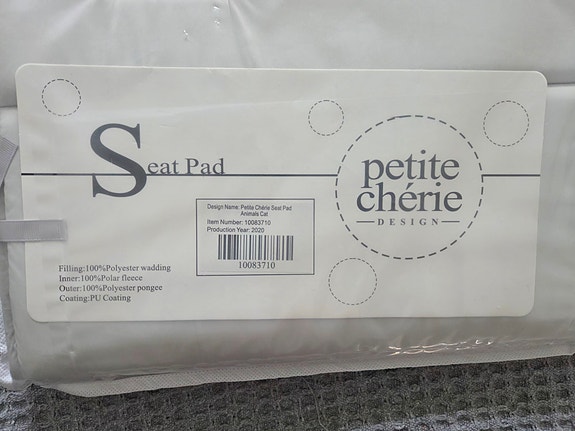 Seat Pad
petite
chérie
DESIGN
Design Name: Petite Chérie Seat Pad
Animals Cat
Item Number: 10083710
Production Year: 2020
10083710
Filling:100%Polyester wadding
Inner:100%Polar fleece
Outer:100%Polyester pongee
Coating:PU Coating